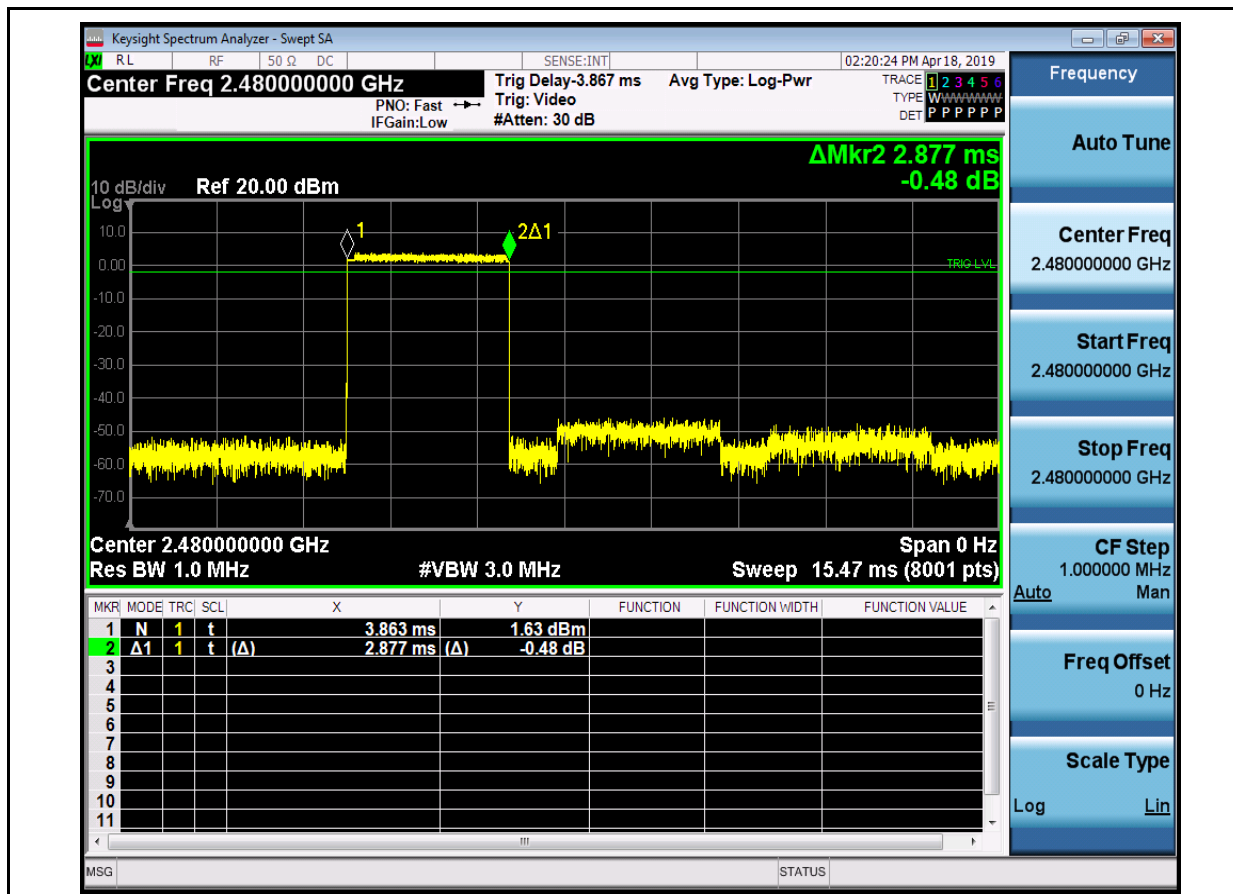 Keysight Spectrum Analyzer - Swept SA
LXI RL RF 50 Ω DC SENSE:INT 02:20:24 PM Apr 18, 2019
Center Freq 2.480000000 GHz
PNO: Fast
IFGain:Low
Trig Delay-3.867 ms
Trig: Video
#Atten: 30 dB
Avg Type: Log-Pwr
TRACE 1 2 3 4 5 6
TYPE WWWWWW
DET P P P P P P
ΔMkr2 2.877 ms
-0.48 dB
10 dB/div Ref 20.00 dBm
Log
10.0
0.00
-10.0
-20.0
-30.0
-40.0
-50.0
-60.0
-70.0
1
2Δ1
TRIG LVL
Center 2.480000000 GHz Span 0 Hz
Res BW 1.0 MHz #VBW 3.0 MHz Sweep 15.47 ms (8001 pts)
MKR MODE TRC SCL X Y FUNCTION FUNCTION WIDTH FUNCTION VALUE
1 N 1 t 3.863 ms 1.63 dBm
2 Δ1 1 t (Δ) 2.877 ms (Δ) -0.48 dB
3
4
5
6
7
8
9
10
11
MSG STATUS
Frequency
Auto Tune
Center Freq
2.480000000 GHz
Start Freq
2.480000000 GHz
Stop Freq
2.480000000 GHz
CF Step
1.000000 MHz
Auto Man
Freq Offset
0 Hz
Scale Type
Log Lin